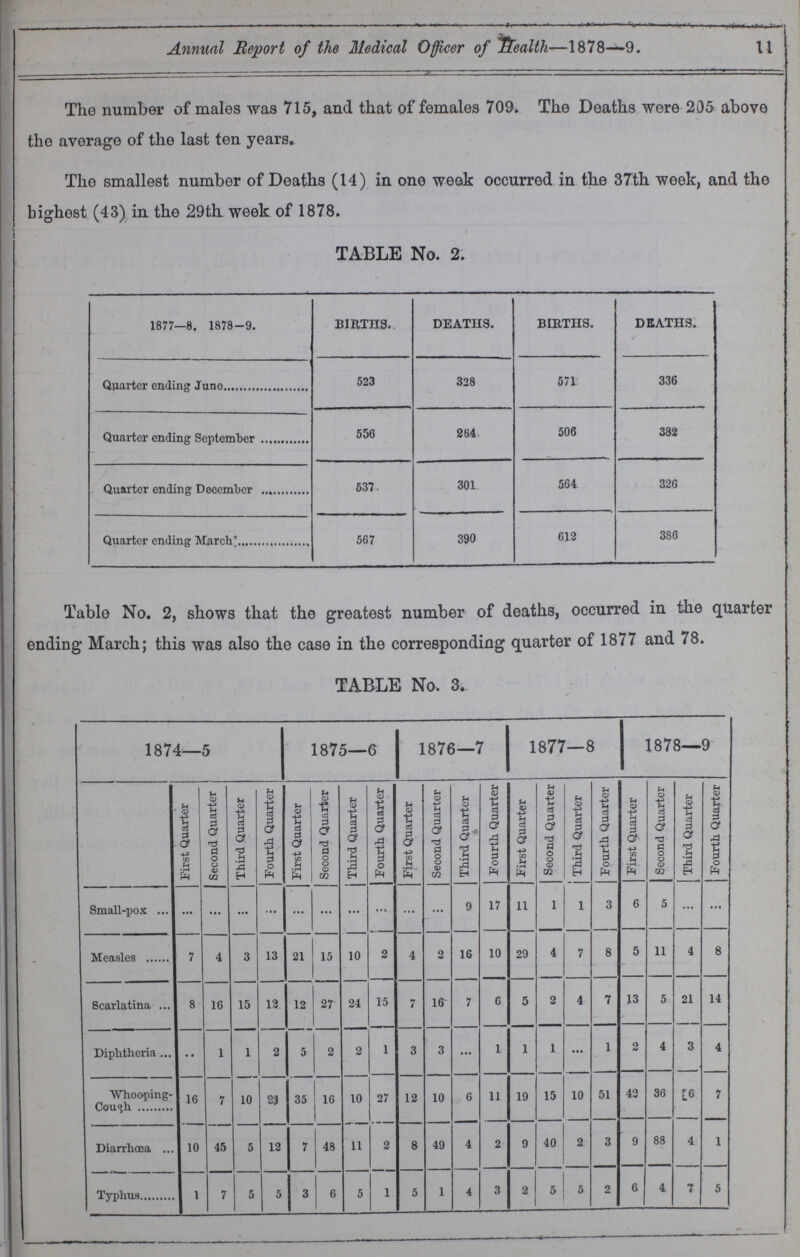 Annual Report of the Medical Officer of Health—1878—9. 11
The number of males was 715, and that of females 709. The Deaths were 205 above
the average of the last ten years.
The smallest number of Deaths (14) in one week occurred in the 37th week, and the
highest (43) in the 29th week of 1878.
TABLE No. 2.
1877—8. 1878—9. BIRTHS. DEATHS. BIRTHS. DEATHS.
Quarter ending June..................... 523 328 571 336
Quarter ending September ............ 556 264 506 382
Quarter ending December ............ 537 301 564 326
Quarter ending March.................. 567 390 612 386
Table No. 2, shows that the greatest number of deaths, occurred in the quarter
ending March; this was also the case in the corresponding quarter of 1877 and 78.
TABLE No. 3.
1874—5 1875—6 1876—7 1877—8 1878—9
First Quarter Second Quarter Third Quarter Fourth Quarter First Quarter Second Quarter Third Quarter Fourth Quarter First Quarter Second Quarter Third Quarter Fourth Quarter First Quarter Second Quarter Third Quarter Fourth Quarter First Quarter Second Quarter Third Quarter Fourth Quarter
Small-pox ... ... ... ... ... ... ... ... ... ... ... 9 17 11 1 1 3 6 5 ... ...
Measles ...... 7 4 3 13 21 15 10 2 4 2 16 10 29 4 7 8 5 11 4 8
Scarlatina ... 8 16 15 12 12 27 24 15 7 16 7 6 5 2 4 7 13 5 21 14
Diphtheria ... .. 1 1 2 5 2 2 1 3 3 ... 1 1 1 ... 1 2 4 3 4
Whooping-
Cough ......... 16 7 10 35 16 10 27 12 10 6 11 19 15 10 51 42 36 7
Diarrhœa ... 10 45 5 12 7 48 11 2 8 49 4 2 9 40 2 3 9 88 4 1
Typhus......... 1 7 5 5 3 6 5 1 5 1 4 3 2 5 5 2 6 4 7 5